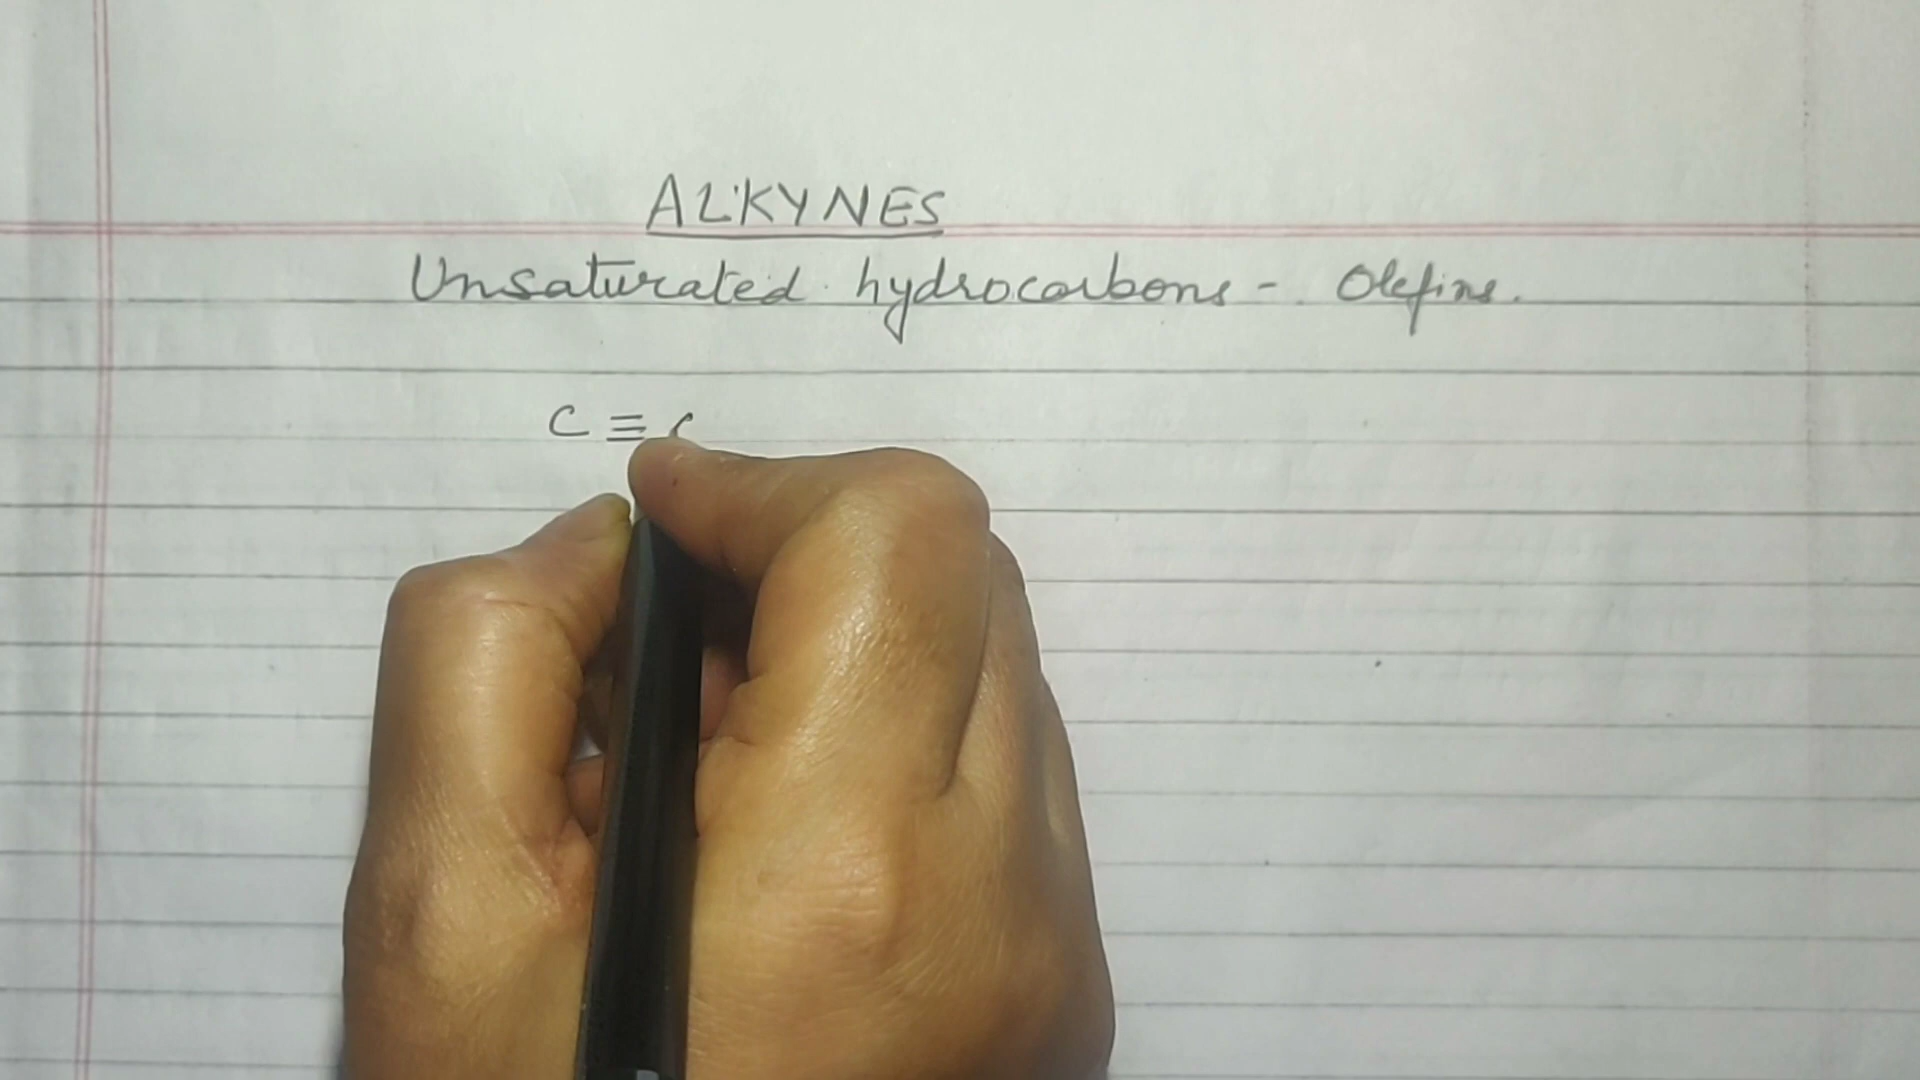 ALKYNES
Unsaturated hydrocarbons - Olefins.
C ≡ C